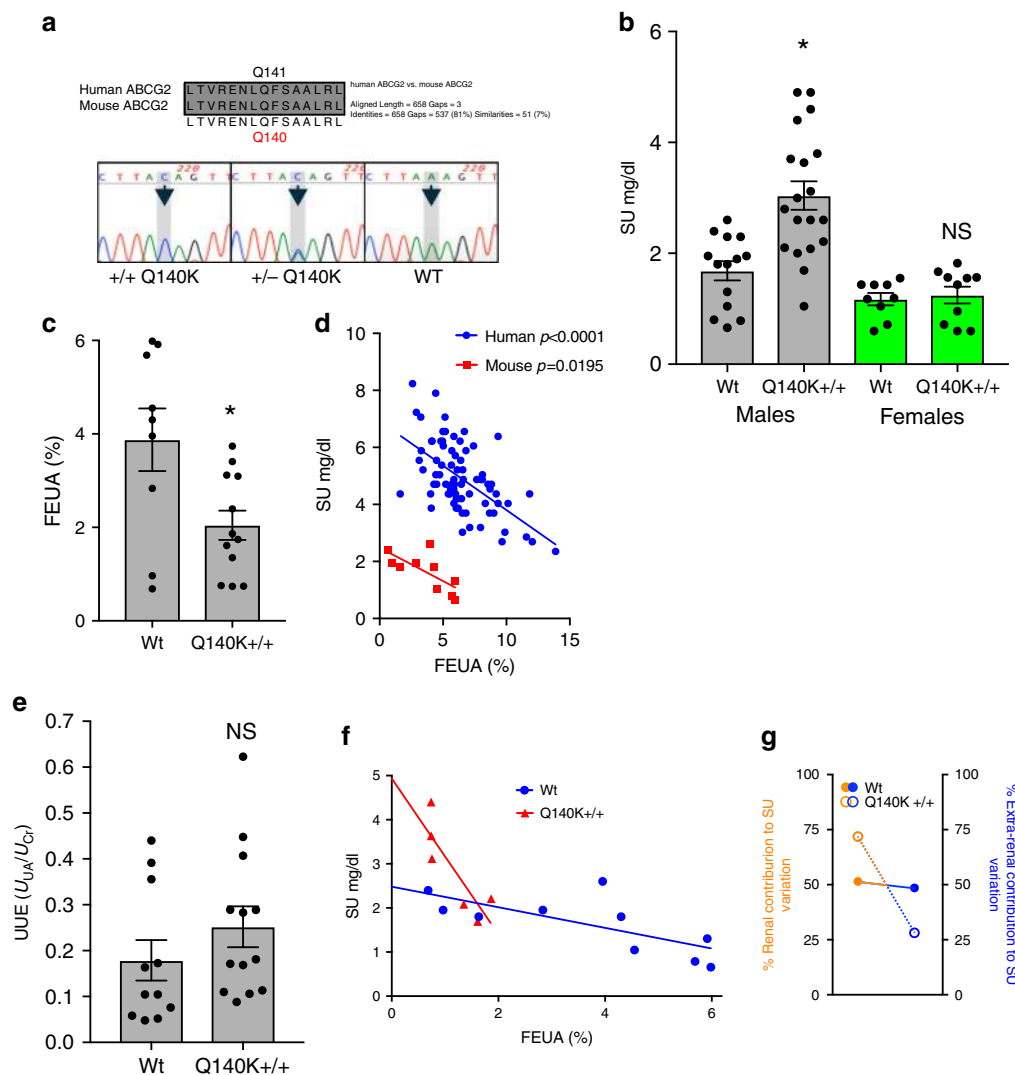 a
Q141
Human ABCG2
LTVRENLQFSAALRL
human ABCG2 vs. mouse ABCG2
Mouse ABCG2
LTVRENLQFSAALRL
Aligned Length = 658 Gaps = 3
LTVRENLQFSAALRL
Identities = 658 Gaps = 537 (81%) Similarities = 51 (7%)
Q140
220
220
220
C T T A C A G T T
C T T A C A G T T
C T T A A A G T T
+/+ Q140K
+/− Q140K
WT
b
SU mg/dl
6
4
2
0
*
NS
Wt
Q140K+/+
Wt
Q140K+/+
Males
Females
c
FEUA (%)
6
4
2
0
*
Wt
Q140K+/+
d
SU mg/dl
10
8
6
4
2
0
Human p<0.0001
Mouse p=0.0195
0
5
10
15
FEUA (%)
e
UUE (UUA/UCr)
0.7
0.6
0.5
0.4
0.3
0.2
0.1
0.0
NS
Wt
Q140K+/+
f
SU mg/dl
5
4
3
2
1
0
Wt
Q140K+/+
0
2
4
6
FEUA (%)
g
% Renal contriburion to SU
variation
100
75
50
25
0
Wt
Q140K +/+
100
75
50
25
0
% Extra-renal contribution to SU
variation